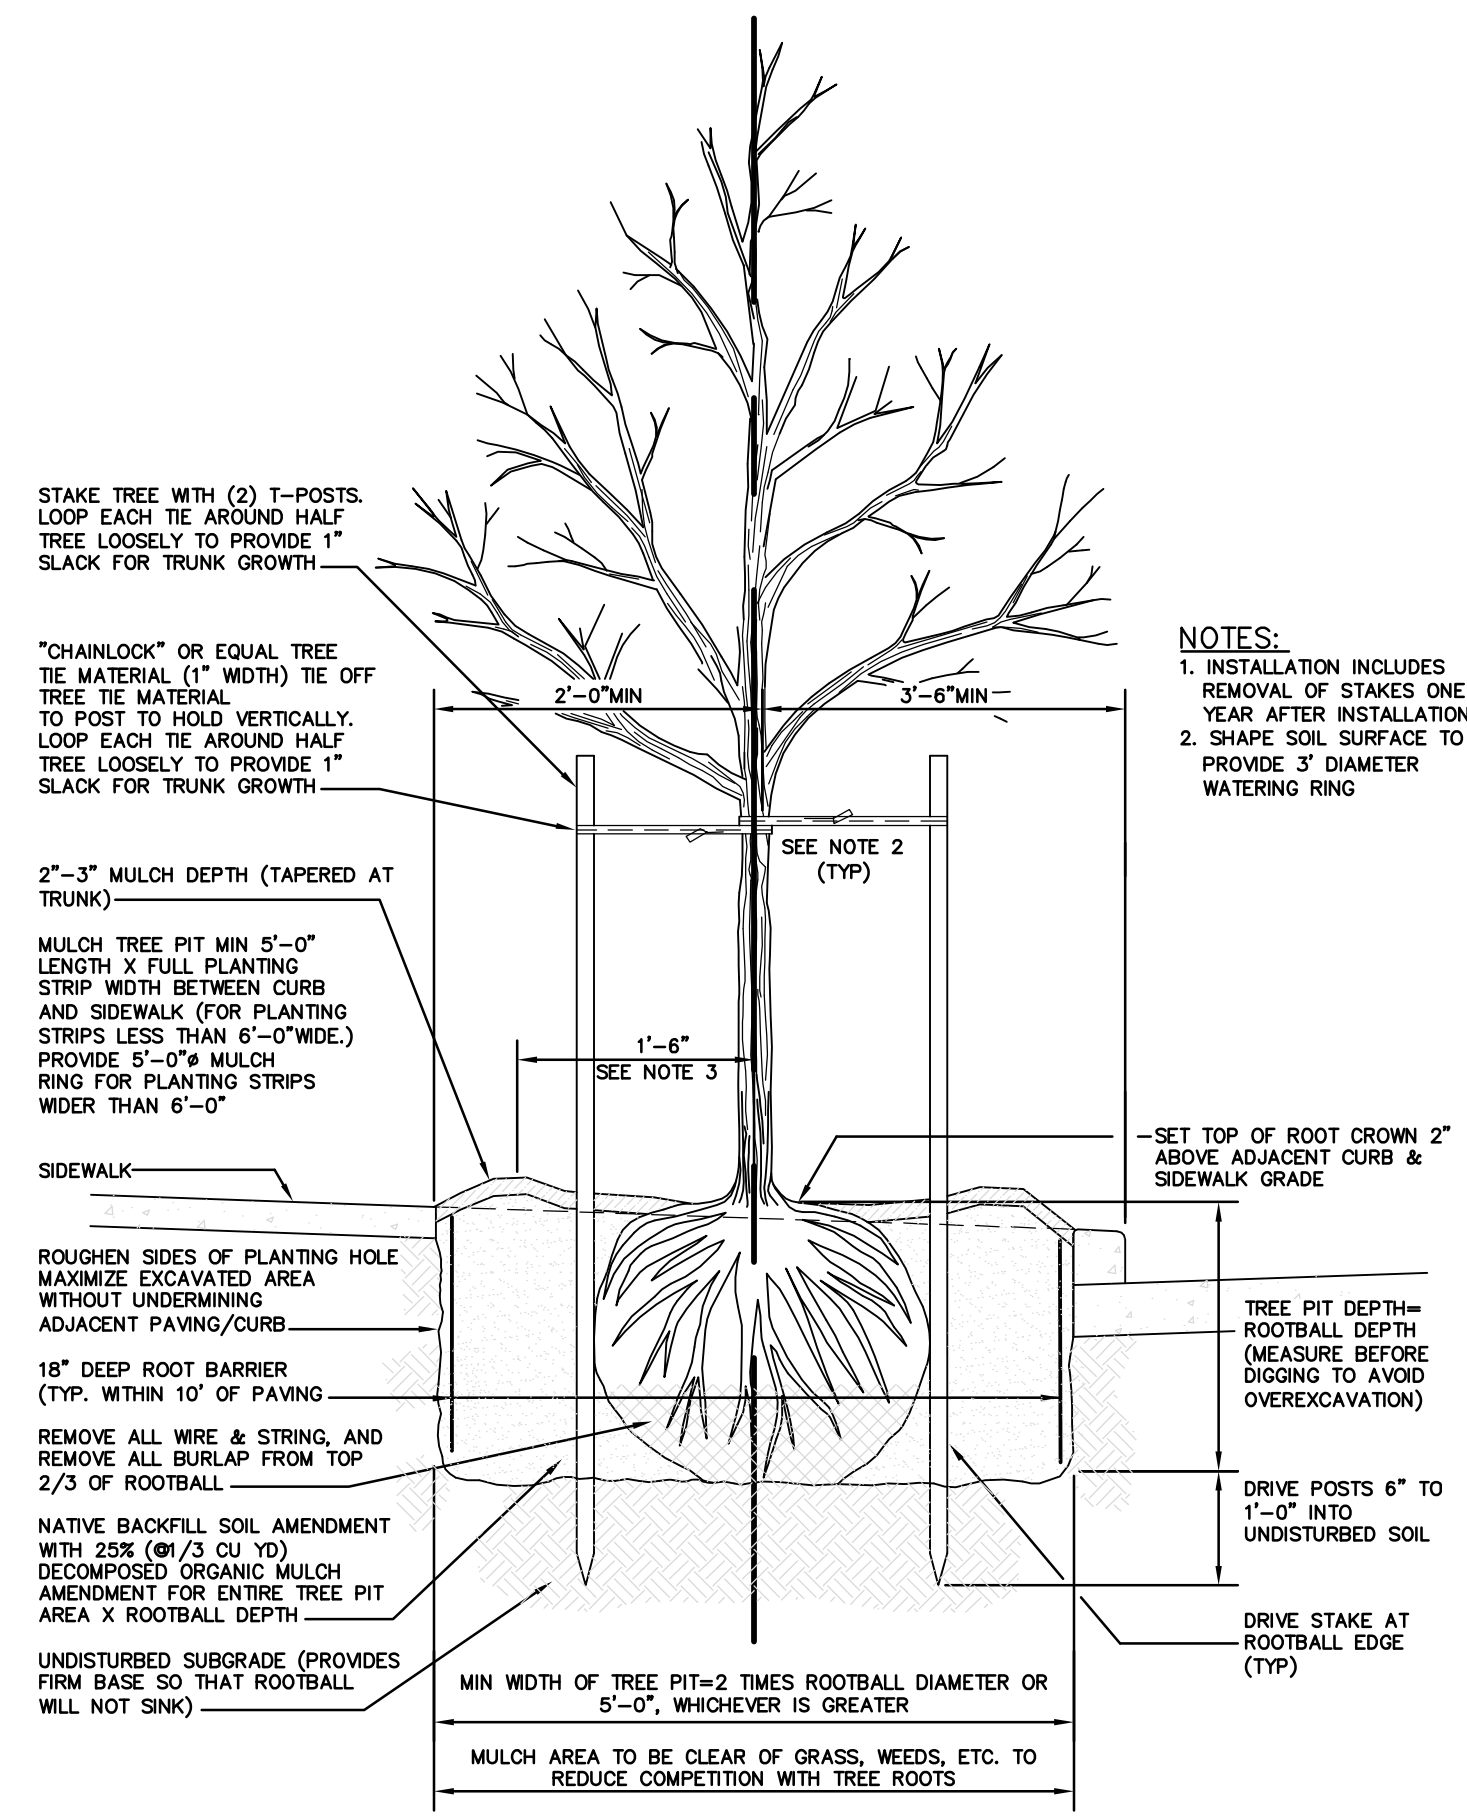 STAKE TREE WITH (2) T-POSTS.
LOOP EACH TIE AROUND HALF
TREE LOOSELY TO PROVIDE 1"
SLACK FOR TRUNK GROWTH
"CHAINLOCK" OR EQUAL TREE
TIE MATERIAL (1" WIDTH) TIE OFF
TREE TIE MATERIAL
TO POST TO HOLD VERTICALLY.
LOOP EACH TIE AROUND HALF
TREE LOOSELY TO PROVIDE 1"
SLACK FOR TRUNK GROWTH
2"-3" MULCH DEPTH (TAPERED AT
TRUNK)
MULCH TREE PIT MIN 5'-0"
LENGTH X FULL PLANTING
STRIP WIDTH BETWEEN CURB
AND SIDEWALK (FOR PLANTING
STRIPS LESS THAN 6'-0"WIDE.)
PROVIDE 5'-0"ø MULCH
RING FOR PLANTING STRIPS
WIDER THAN 6'-0"
SIDEWALK
ROUGHEN SIDES OF PLANTING HOLE
MAXIMIZE EXCAVATED AREA
WITHOUT UNDERMINING
ADJACENT PAVING/CURB
18" DEEP ROOT BARRIER
(TYP. WITHIN 10' OF PAVING
REMOVE ALL WIRE & STRING, AND
REMOVE ALL BURLAP FROM TOP
2/3 OF ROOTBALL
NATIVE BACKFILL SOIL AMENDMENT
WITH 25% (@1/3 CU YD)
DECOMPOSED ORGANIC MULCH
AMENDMENT FOR ENTIRE TREE PIT
AREA X ROOTBALL DEPTH
UNDISTURBED SUBGRADE (PROVIDES
FIRM BASE SO THAT ROOTBALL
WILL NOT SINK)
2'-0"MIN
3'-6"MIN
SEE NOTE 2
(TYP)
1'-6"
SEE NOTE 3
MIN WIDTH OF TREE PIT=2 TIMES ROOTBALL DIAMETER OR
5'-0", WHICHEVER IS GREATER
MULCH AREA TO BE CLEAR OF GRASS, WEEDS, ETC. TO
REDUCE COMPETITION WITH TREE ROOTS
NOTES:
1. INSTALLATION INCLUDES
REMOVAL OF STAKES ONE
YEAR AFTER INSTALLATION
2. SHAPE SOIL SURFACE TO
PROVIDE 3' DIAMETER
WATERING RING
SET TOP OF ROOT CROWN 2"
ABOVE ADJACENT CURB &
SIDEWALK GRADE
TREE PIT DEPTH=
ROOTBALL DEPTH
(MEASURE BEFORE
DIGGING TO AVOID
OVEREXCAVATION)
DRIVE POSTS 6" TO
1'-0" INTO
UNDISTURBED SOIL
DRIVE STAKE AT
ROOTBALL EDGE
(TYP)